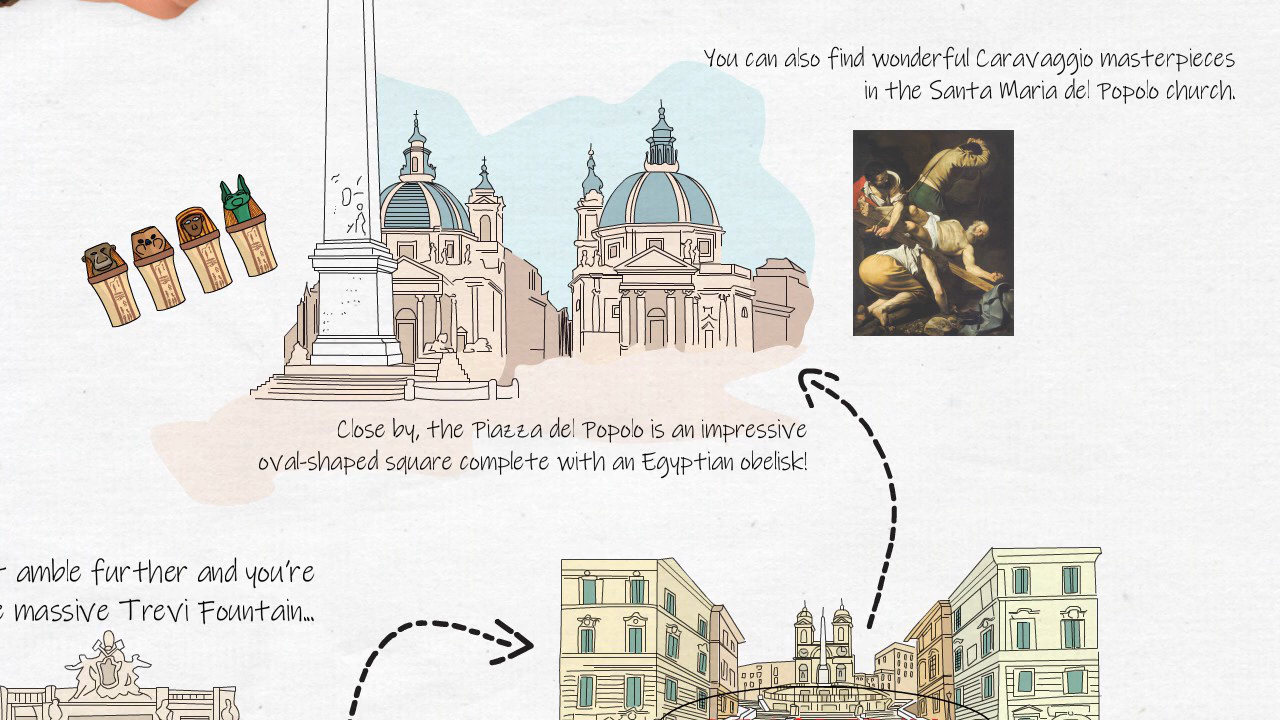 You can also find wonderful Caravaggio masterpieces
in the Santa Maria del Popolo church.
Close by, the Piazza del Popolo is an impressive
oval-shaped square complete with an Egyptian obelisk!
amble further and you're
massive Trevi Fountain...